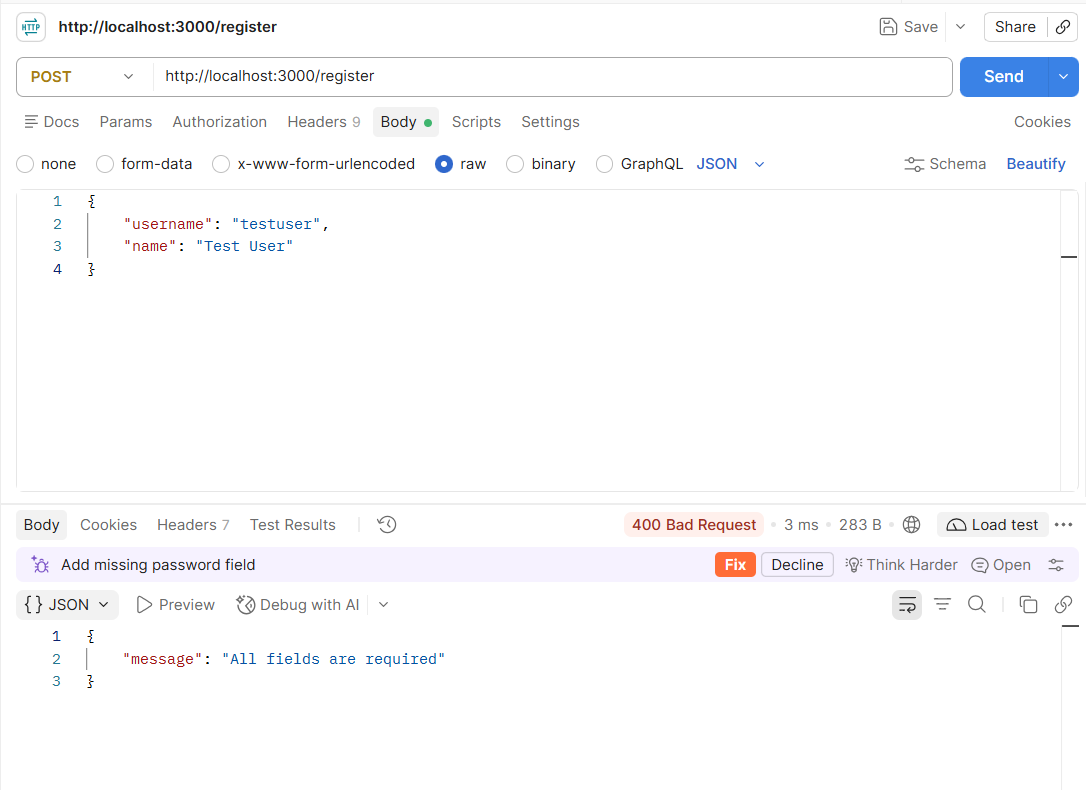 HTTP http://localhost:3000/register Save Share
POST http://localhost:3000/register Send
Docs Params Authorization Headers 9 Body Scripts Settings Cookies
none form-data x-www-form-urlencoded raw binary GraphQL JSON Schema Beautify
1 {
2 "username": "testuser",
3 "name": "Test User"
4 }
Body Cookies Headers 7 Test Results 400 Bad Request 3 ms 283 B Load test
Add missing password field Fix Decline Think Harder Open
{} JSON Preview Debug with AI
1 {
2 "message": "All fields are required"
3 }